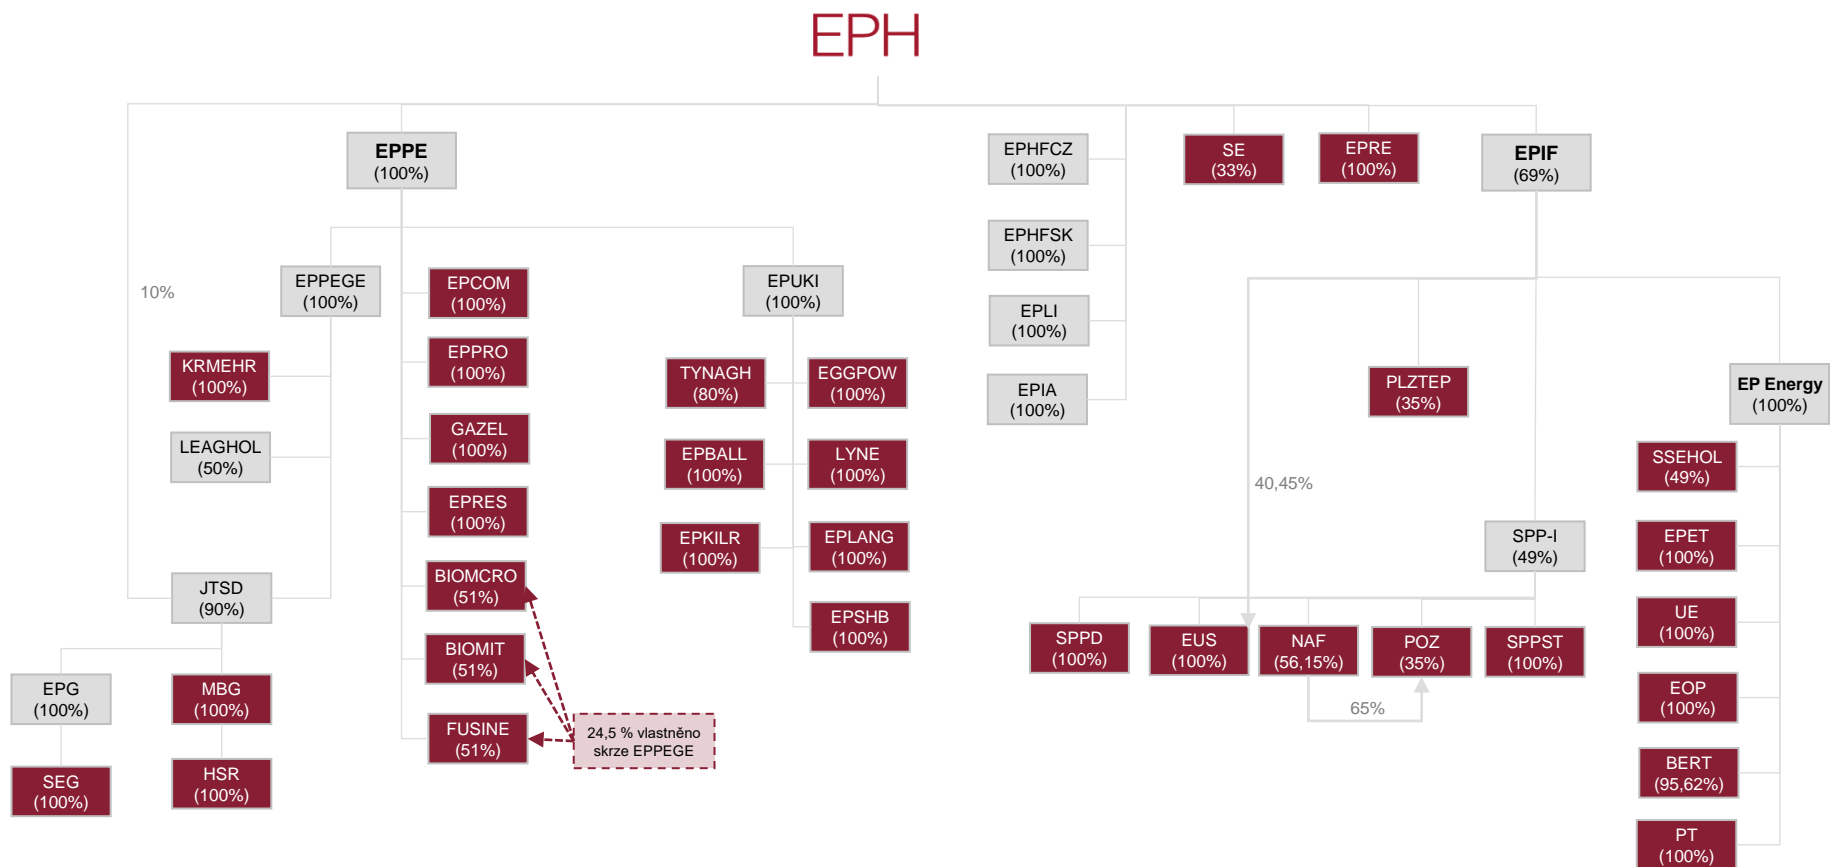 EPH
EPPE
(100%)
EPHFCZ
(100%)
SE
(33%)
EPRE
(100%)
EPIF
(69%)
EPHFSK
(100%)
EPLI
(100%)
EPIA
(100%)
10%
EPPEGE
(100%)
EPCOM
(100%)
EPUKI
(100%)
KRMEHR
(100%)
LEAGHOL
(50%)
EPPRO
(100%)
GAZEL
(100%)
EPRES
(100%)
BIOMCRO
(51%)
BIOMIT
(51%)
FUSINE
(51%)
24,5 % vlastněno
skrze EPPEGE
TYNAGH
(80%)
EGGPOW
(100%)
EPBALL
(100%)
LYNE
(100%)
EPKILR
(100%)
EPLANG
(100%)
EPSHB
(100%)
JTSD
(90%)
EPG
(100%)
MBG
(100%)
SEG
(100%)
HSR
(100%)
40,45%
PLZTEP
(35%)
EP Energy
(100%)
SPP-I
(49%)
SPPD
(100%)
EUS
(100%)
NAF
(56,15%)
POZ
(35%)
SPPST
(100%)
65%
SSEHOL
(49%)
EPET
(100%)
UE
(100%)
EOP
(100%)
BERT
(95,62%)
PT
(100%)